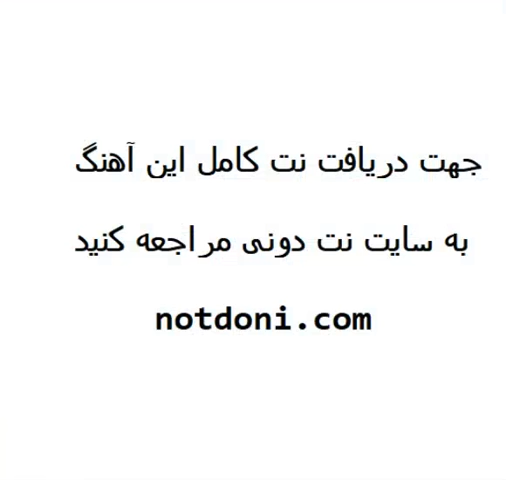 جهت دریافت نت کامل این آهنگ
به سایت نت دونی مراجعه کنید
notdoni.com